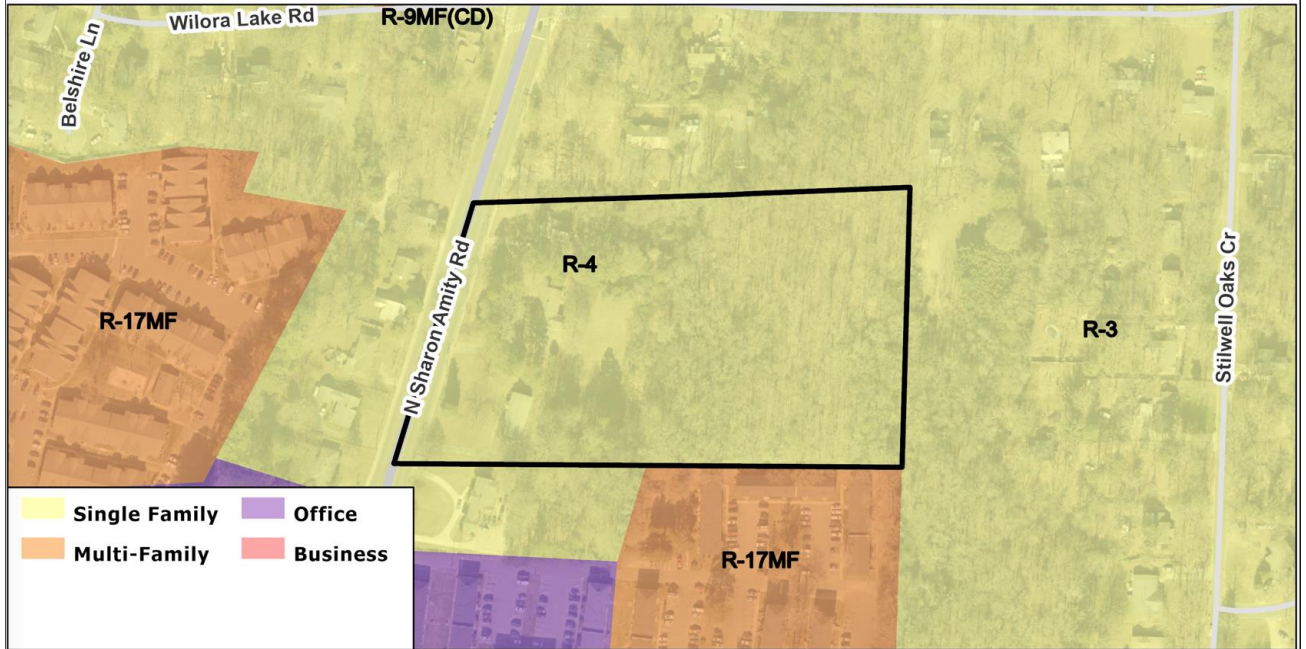 Wilora Lake Rd
R-9MF(CD)
Belshire Ln
R-4
N Sharon Amity Rd
R-17MF
R-3
Stilwell Oaks Cr
Single Family
Office
Multi-Family
Business
R-17MF